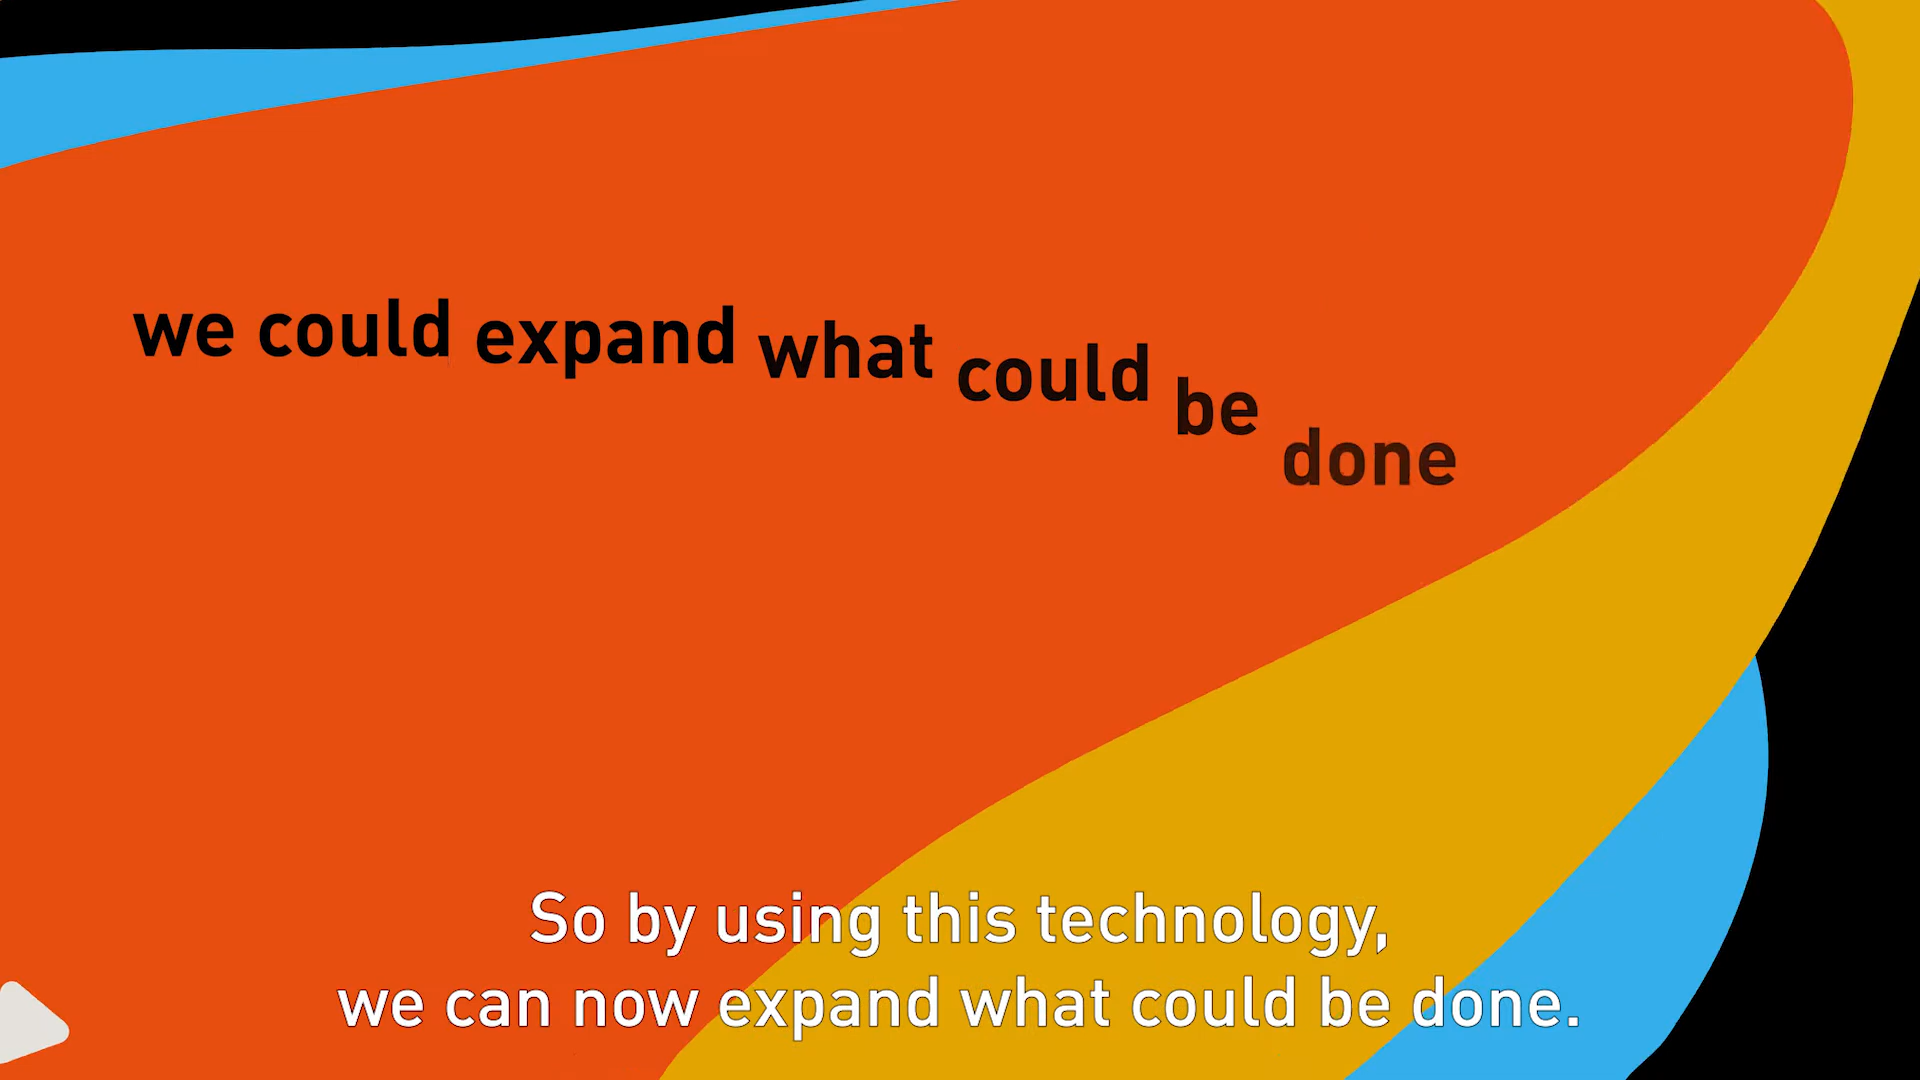 we could expand what could be done
So by using this technology,
we can now expand what could be done.